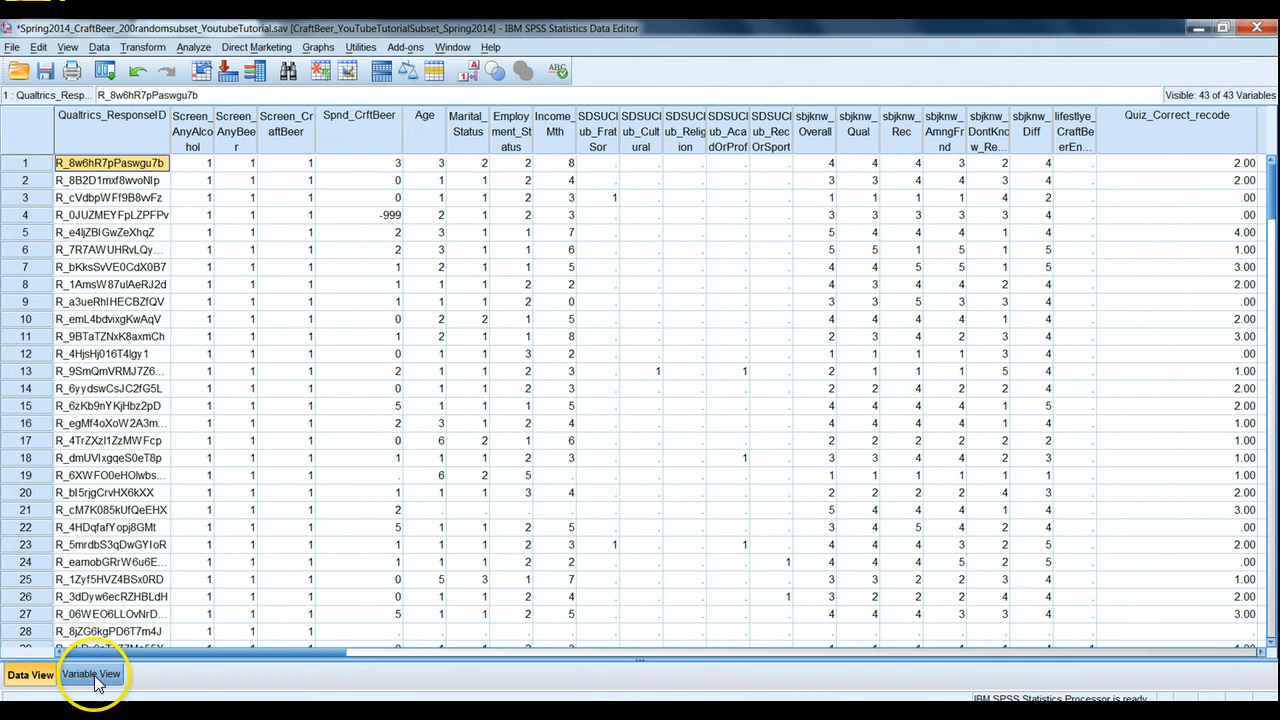 *Spring2014_CraftBeer_200randomsubset_YoutubeTutorial.sav [CraftBeer_YouTubeTutorialSubset_Spring2014] - IBM SPSS Statistics Data Editor
File Edit View Data Transform Analyze Direct Marketing Graphs Utilities Add-ons Window Help
1 : Qualtrics_Resp... R_8w6hR7pPaswgu7b Visible: 43 of 43 Variables
Qualtrics_ResponseID Screen_AnyAlcohol Screen_AnyBeer Screen_CraftBeer Spnd_CrftBeer Age Marital_Status Employment_Status Income_Mth SDSUClub_FratSor SDSUClub_Cultural SDSUClub_Religion SDSUClub_AcadOrProf SDSUClub_RecOrSport sbjknw_Overall sbjknw_Qual sbjknw_Rec sbjknw_AmngFrnd sbjknw_DontKnow_Re... sbjknw_Diff lifestlye_CraftBeerEn... Quiz_Correct_recode
1 R_8w6hR7pPaswgu7b 1 1 1 3 3 2 2 8 . . . . . 4 4 4 3 2 4 . 2.00
2 R_8B2D1mxf8wvoNIp 1 1 1 0 1 1 2 4 . . . . . 3 3 4 4 3 4 . 2.00
3 R_cVdbpWFf9B8vvFz 1 1 1 0 1 1 2 3 1 . . . . 1 1 1 1 4 2 . .00
4 R_0JUZMEYFpLZPFPv 1 1 1 -999 2 1 2 3 . . . . . 3 3 3 3 3 4 . .00
5 R_e4ljZBIGwZeXhqZ 1 1 1 2 3 1 1 7 . . . . . 5 4 4 4 1 4 . 4.00
6 R_7R7AWUHRvLQy... 1 1 1 2 3 1 1 6 . . . . . 5 5 1 5 1 5 . 1.00
7 R_bKksSvVE0CdX0B7 1 1 1 1 2 1 1 5 . . . . . 4 4 5 5 1 5 . 3.00
8 R_1AmsW87ulAeRJ2d 1 1 1 1 1 1 2 2 . . . . . 4 3 4 4 2 4 . 2.00
9 R_a3ueRhIHECBZfQV 1 1 1 1 1 1 2 0 . . . . . 3 3 5 3 3 4 . .00
10 R_emL4bdvixgKwAqV 1 1 1 0 2 2 1 5 . . . . . 4 4 4 4 2 4 . 2.00
11 R_9BTaTZNxK8axmCh 1 1 1 1 2 1 1 8 . . . . . 2 3 4 2 3 4 . 3.00
12 R_4HjsHj016T4lgy1 1 1 1 0 1 1 3 2 . . . . . 1 1 1 1 3 4 . .00
13 R_9SmQmVRMJ7Z6... 1 1 1 2 1 1 2 3 . 1 . 1 . 2 1 1 1 5 4 . 1.00
14 R_6yydswCsJC2fG5L 1 1 1 0 1 1 2 3 . . . . . 2 2 4 2 2 4 . 2.00
15 R_6zKb9nYKjHbz2pD 1 1 1 5 1 1 1 5 . . . . . 4 4 4 4 1 5 . 2.00
16 R_egMf4oXoW2A3m... 1 1 1 2 3 1 2 4 . . . . . 4 4 4 4 2 4 . 1.00
17 R_4TrZXzl1ZzMWFcp 1 1 1 0 6 2 1 6 . . . . . 2 2 2 2 2 2 . 1.00
18 R_dmUVIxgqeS0eT8p 1 1 1 1 1 1 2 3 . . . 1 . 3 3 4 4 2 3 . 1.00
19 R_6XWFO0eHOlwbs... 1 1 1 . 6 2 5 . . . . . . 1 1 1 1 1 1 . 1.00
20 R_bI5rjgCrvHX6kXX 1 1 1 1 1 1 3 4 . . . . . 2 2 2 2 4 3 . 2.00
21 R_cM7K085kUfQeEHX 1 1 1 2 . . . . . . . . . 5 4 4 4 2 4 . 3.00
22 R_4HDqfafYopj8GMt 1 1 1 5 1 1 2 5 . . . . . 3 4 5 4 2 4 . .00
23 R_5mrdbS3qDwGYIoR 1 1 1 1 1 1 2 3 1 . . 1 . 4 4 4 3 2 5 . 2.00
24 R_eamobGRrW6u6E... 1 1 1 1 1 1 2 4 . . . . 1 4 4 4 5 2 5 . .00
25 R_1Zyf5HVZ4BSx0RD 1 1 1 0 5 3 1 7 . . . . . 3 3 2 3 3 4 . 1.00
26 R_3dDyw6ecRZHBLdH 1 1 1 0 1 1 2 4 . . . . 1 3 2 2 2 4 4 . 2.00
27 R_06WEO6LLOvNrD... 1 1 1 5 1 1 2 5 . . . . . 4 4 4 3 3 4 . 3.00
28 R_8jZG6kgPD6T7m4J 1 1 1 . . . . . . . . . . . . . . . . . .
Data View Variable View
IBM SPSS Statistics Processor is ready